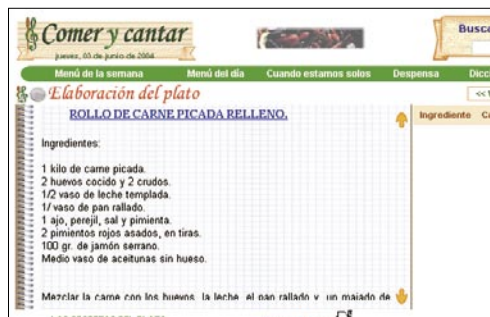 Comer y cantar
Busca
jueves, 03 de junio de 2004
Menú de la semana Menú del día Cuando estamos solos Despensa Dicc
Elaboración del plato
<<
ROLLO DE CARNE PICADA RELLENO.
Ingrediente Ca
Ingredientes:
1 kilo de carne picada.
2 huevos cocido y 2 crudos.
1/2 vaso de leche templada.
1/ vaso de pan rallado.
1 ajo, perejil, sal y pimienta.
2 pimientos rojos asados, en tiras.
100 gr. de jamón serrano.
Medio vaso de aceitunas sin hueso.
Mezclar la carne con los huevos, la leche, el pan rallado y un majado de